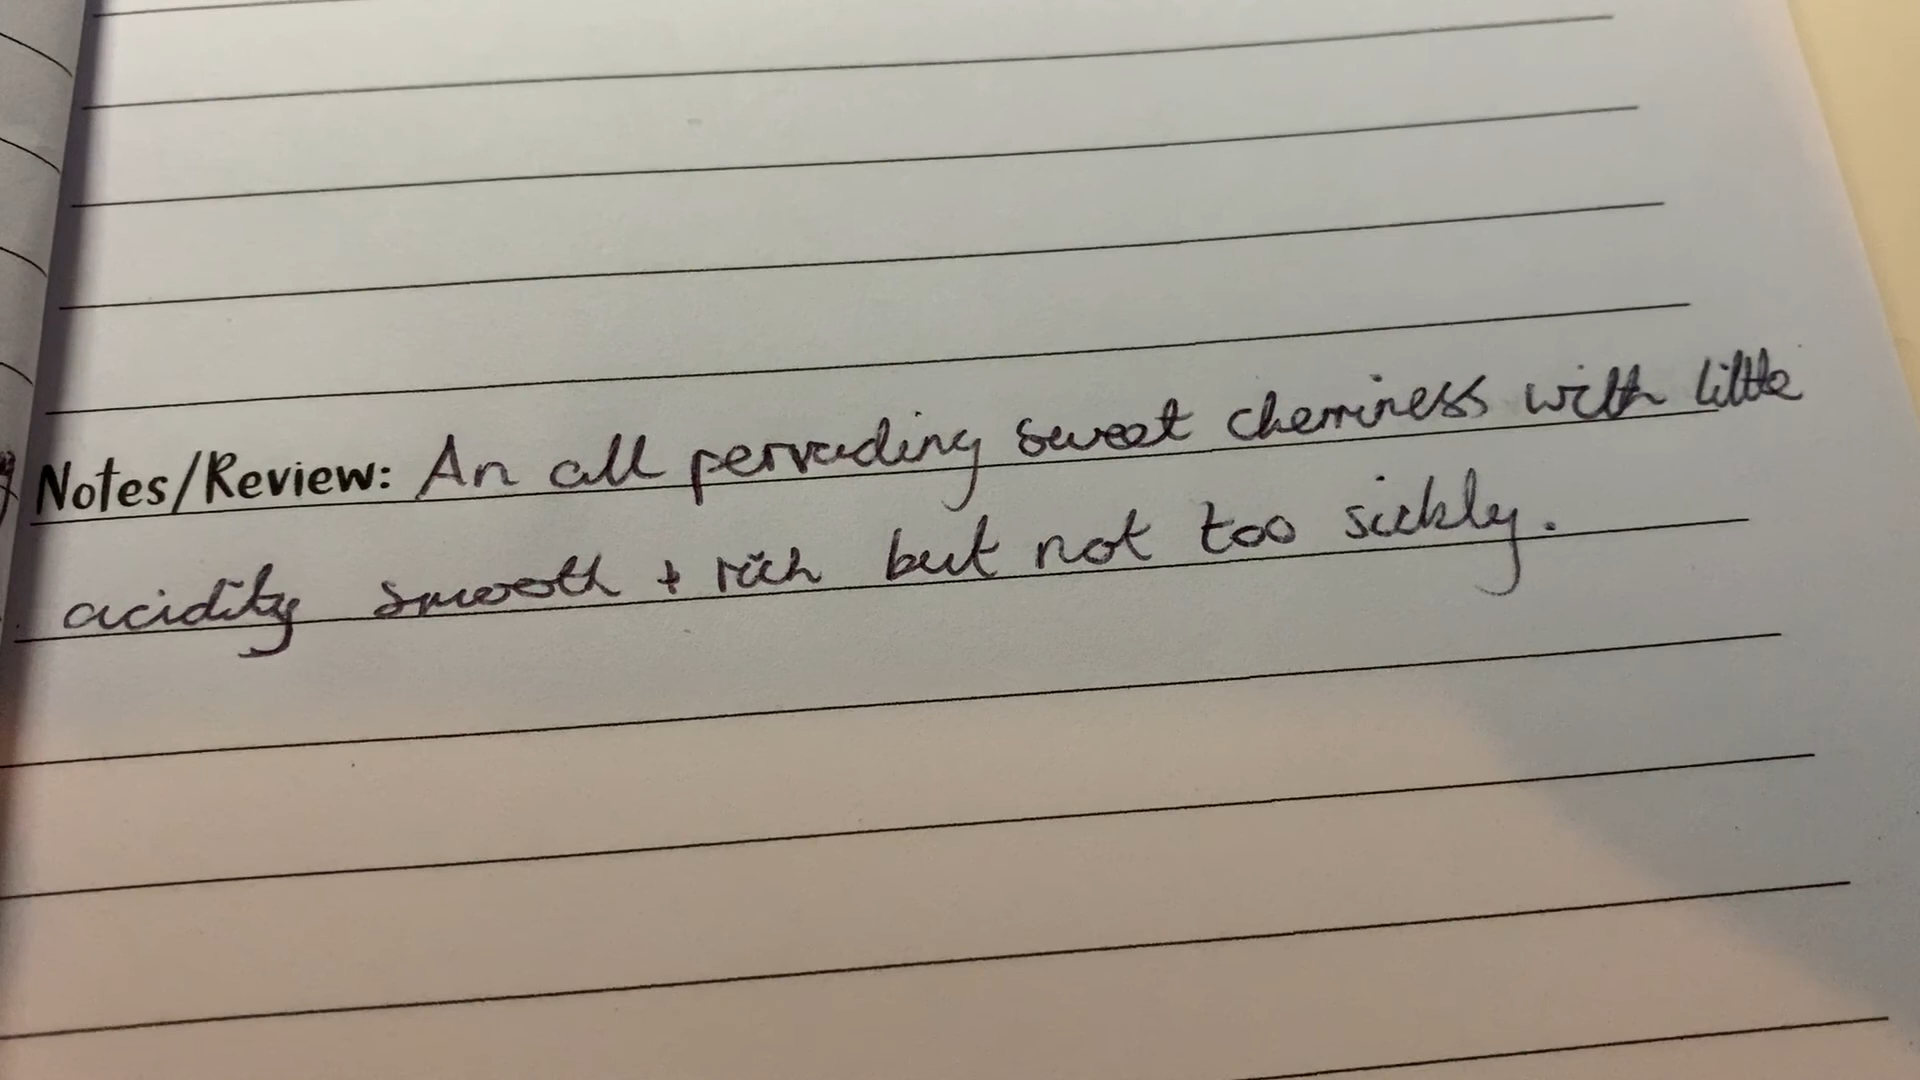 Notes/Review: An all pervading sweet cherriness with little
acidity smooth + rich but not too sickly.